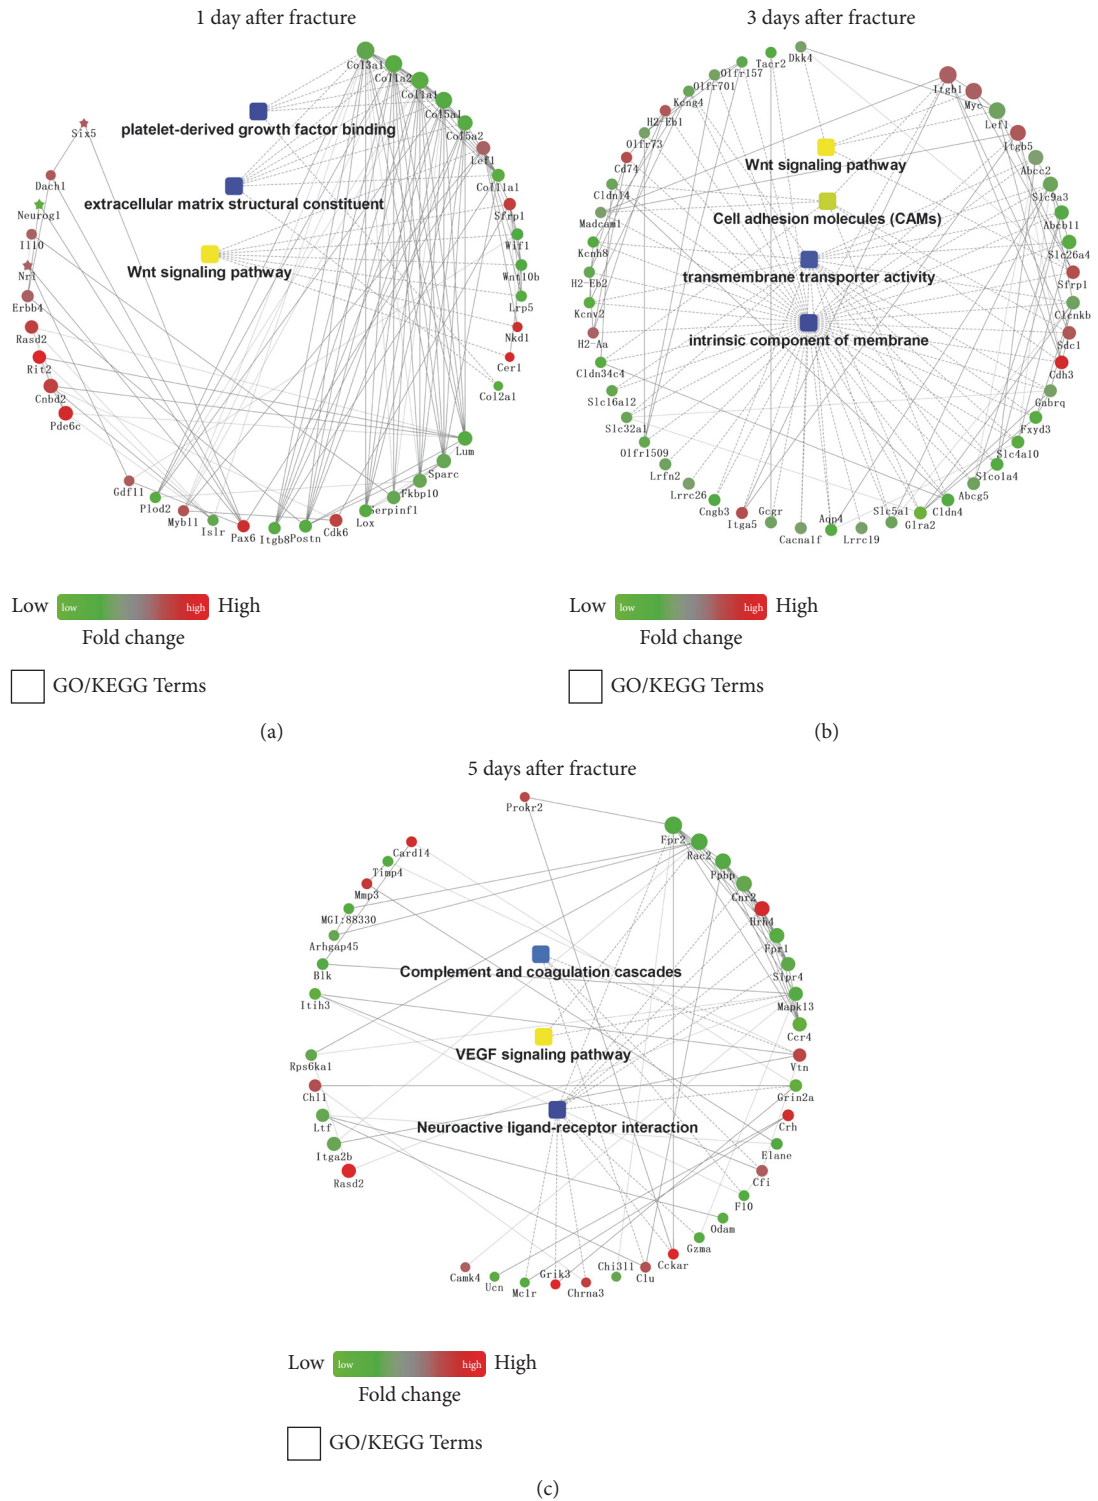 1 day after fracture
Col3a1
Col1a2
Col1a1
Col5a1
Col5a2
Lef1
Col11a1
Sfrp1
Wif1
Wnt10b
Lrp5
Nkd1
Cer1
Col2a1
Lum
Sparc
Fkbp10
Serpinf1
Lox
Cdk6
Postn
Itgb8
Pax6
Islr
Mybl1
Plod2
Gdf11
Pde6c
Cnbd2
Rit2
Rasd2
Erbb4
Nrl
Il10
Neurog1
Dach1
Six5
platelet-derived growth factor binding
extracellular matrix structural constituent
Wnt signaling pathway
Low
low
high
High
Fold change
GO/KEGG Terms
(a)
3 days after fracture
Dkk4
Tacr2
Olfr157
Olfr701
Kcng4
H2-Eb1
Olfr73
Cd74
Cldn14
Madcam1
Kcnh8
H2-Eb2
Kcnv2
H2-Aa
Cldn34c4
Slc16a12
Slc32a1
Olfr1509
Lrfn2
Lrrc26
Cngb3
Itga5
Gcgr
Cacna1f
Aqp4
Lrrc19
Slc5a1
Glra2
Cldn4
Abcg5
Slco1a4
Slc4a10
Fxyd3
Gabrq
Cdh3
Sdc1
Clcnkb
Sfrp1
Slc26a4
Abcb11
Slc9a3
Abcc2
Itgb5
Lef1
Myc
Itgb1
Wnt signaling pathway
Cell adhesion molecules (CAMs)
transmembrane transporter activity
intrinsic component of membrane
Low
low
high
High
Fold change
GO/KEGG Terms
(b)
5 days after fracture
Prokr2
Fpr2
Rac2
Ppbp
Cnr2
Hrh4
Fpr1
S1pr4
Mapk13
Ccr4
Vtn
Grin2a
Crh
Elane
Cfi
F10
Odam
Gzma
Cckar
Clu
Chi3l1
Chrna3
Grik3
Mc1r
Ucn
Camk4
Rasd2
Itga2b
Ltf
Chl1
Rps6ka1
Itih3
Blk
Arhgap45
MGI:88330
Mmp3
Timp4
Card14
Complement and coagulation cascades
VEGF signaling pathway
Neuroactive ligand-receptor interaction
Low
low
high
High
Fold change
GO/KEGG Terms
(c)